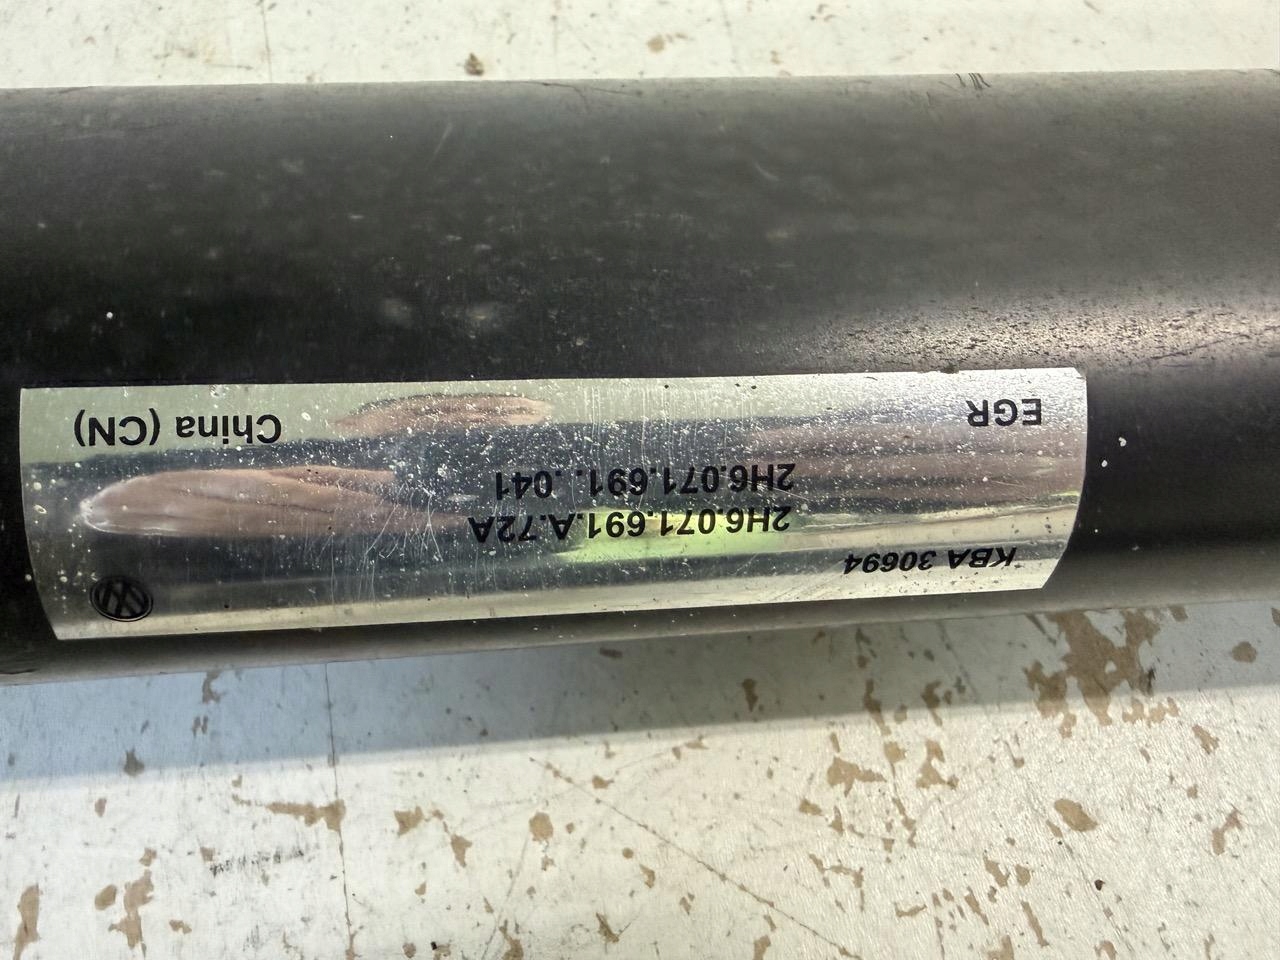 KBA 30694
2H6.071.691.A.72A
2H6.071.691. .041
EGR
China (CN)